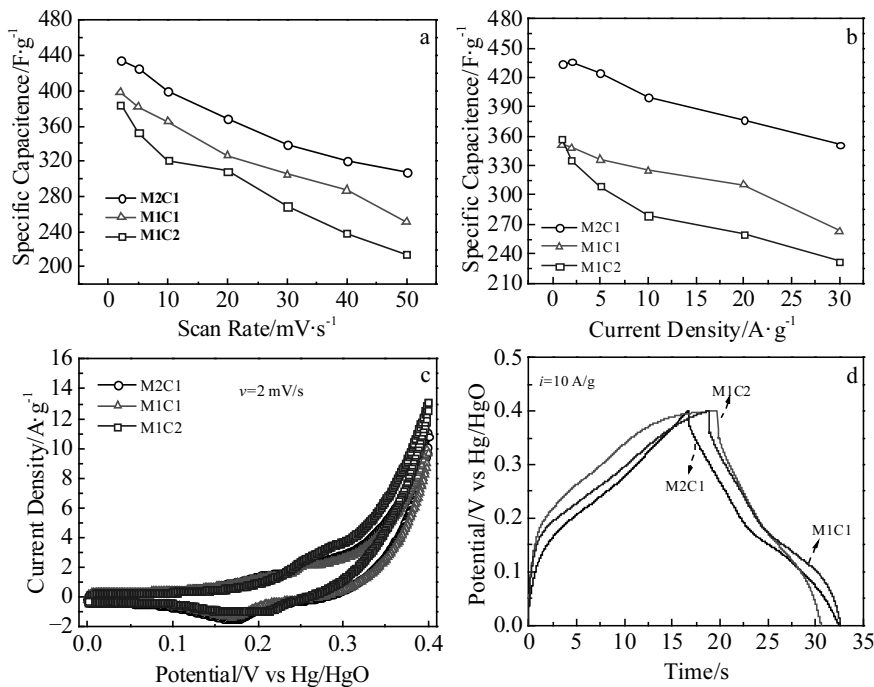 a
Specific Capacitence/F·g⁻¹
440
400
360
320
280
240
200
M2C1
M1C1
M1C2
0 10 20 30 40 50
Scan Rate/mV·s⁻¹
b
Specific Capacitence/F·g⁻¹
450
420
390
360
330
300
270
240
210
M2C1
M1C1
M1C2
0 5 10 15 20 25 30
Current Density/A·g⁻¹
c
Current Density/A·g⁻¹
16
14
12
10
8
6
4
2
0
−2
M2C1
M1C1
M1C2
v=2 mV/s
0.0 0.1 0.2 0.3 0.4
Potential/V vs Hg/HgO
d
Potential/V vs Hg/HgO
0.5
0.4
0.3
0.2
0.1
0.0
i=10 A/g
M1C2
M2C1
M1C1
0 5 10 15 20 25 30 35
Time/s